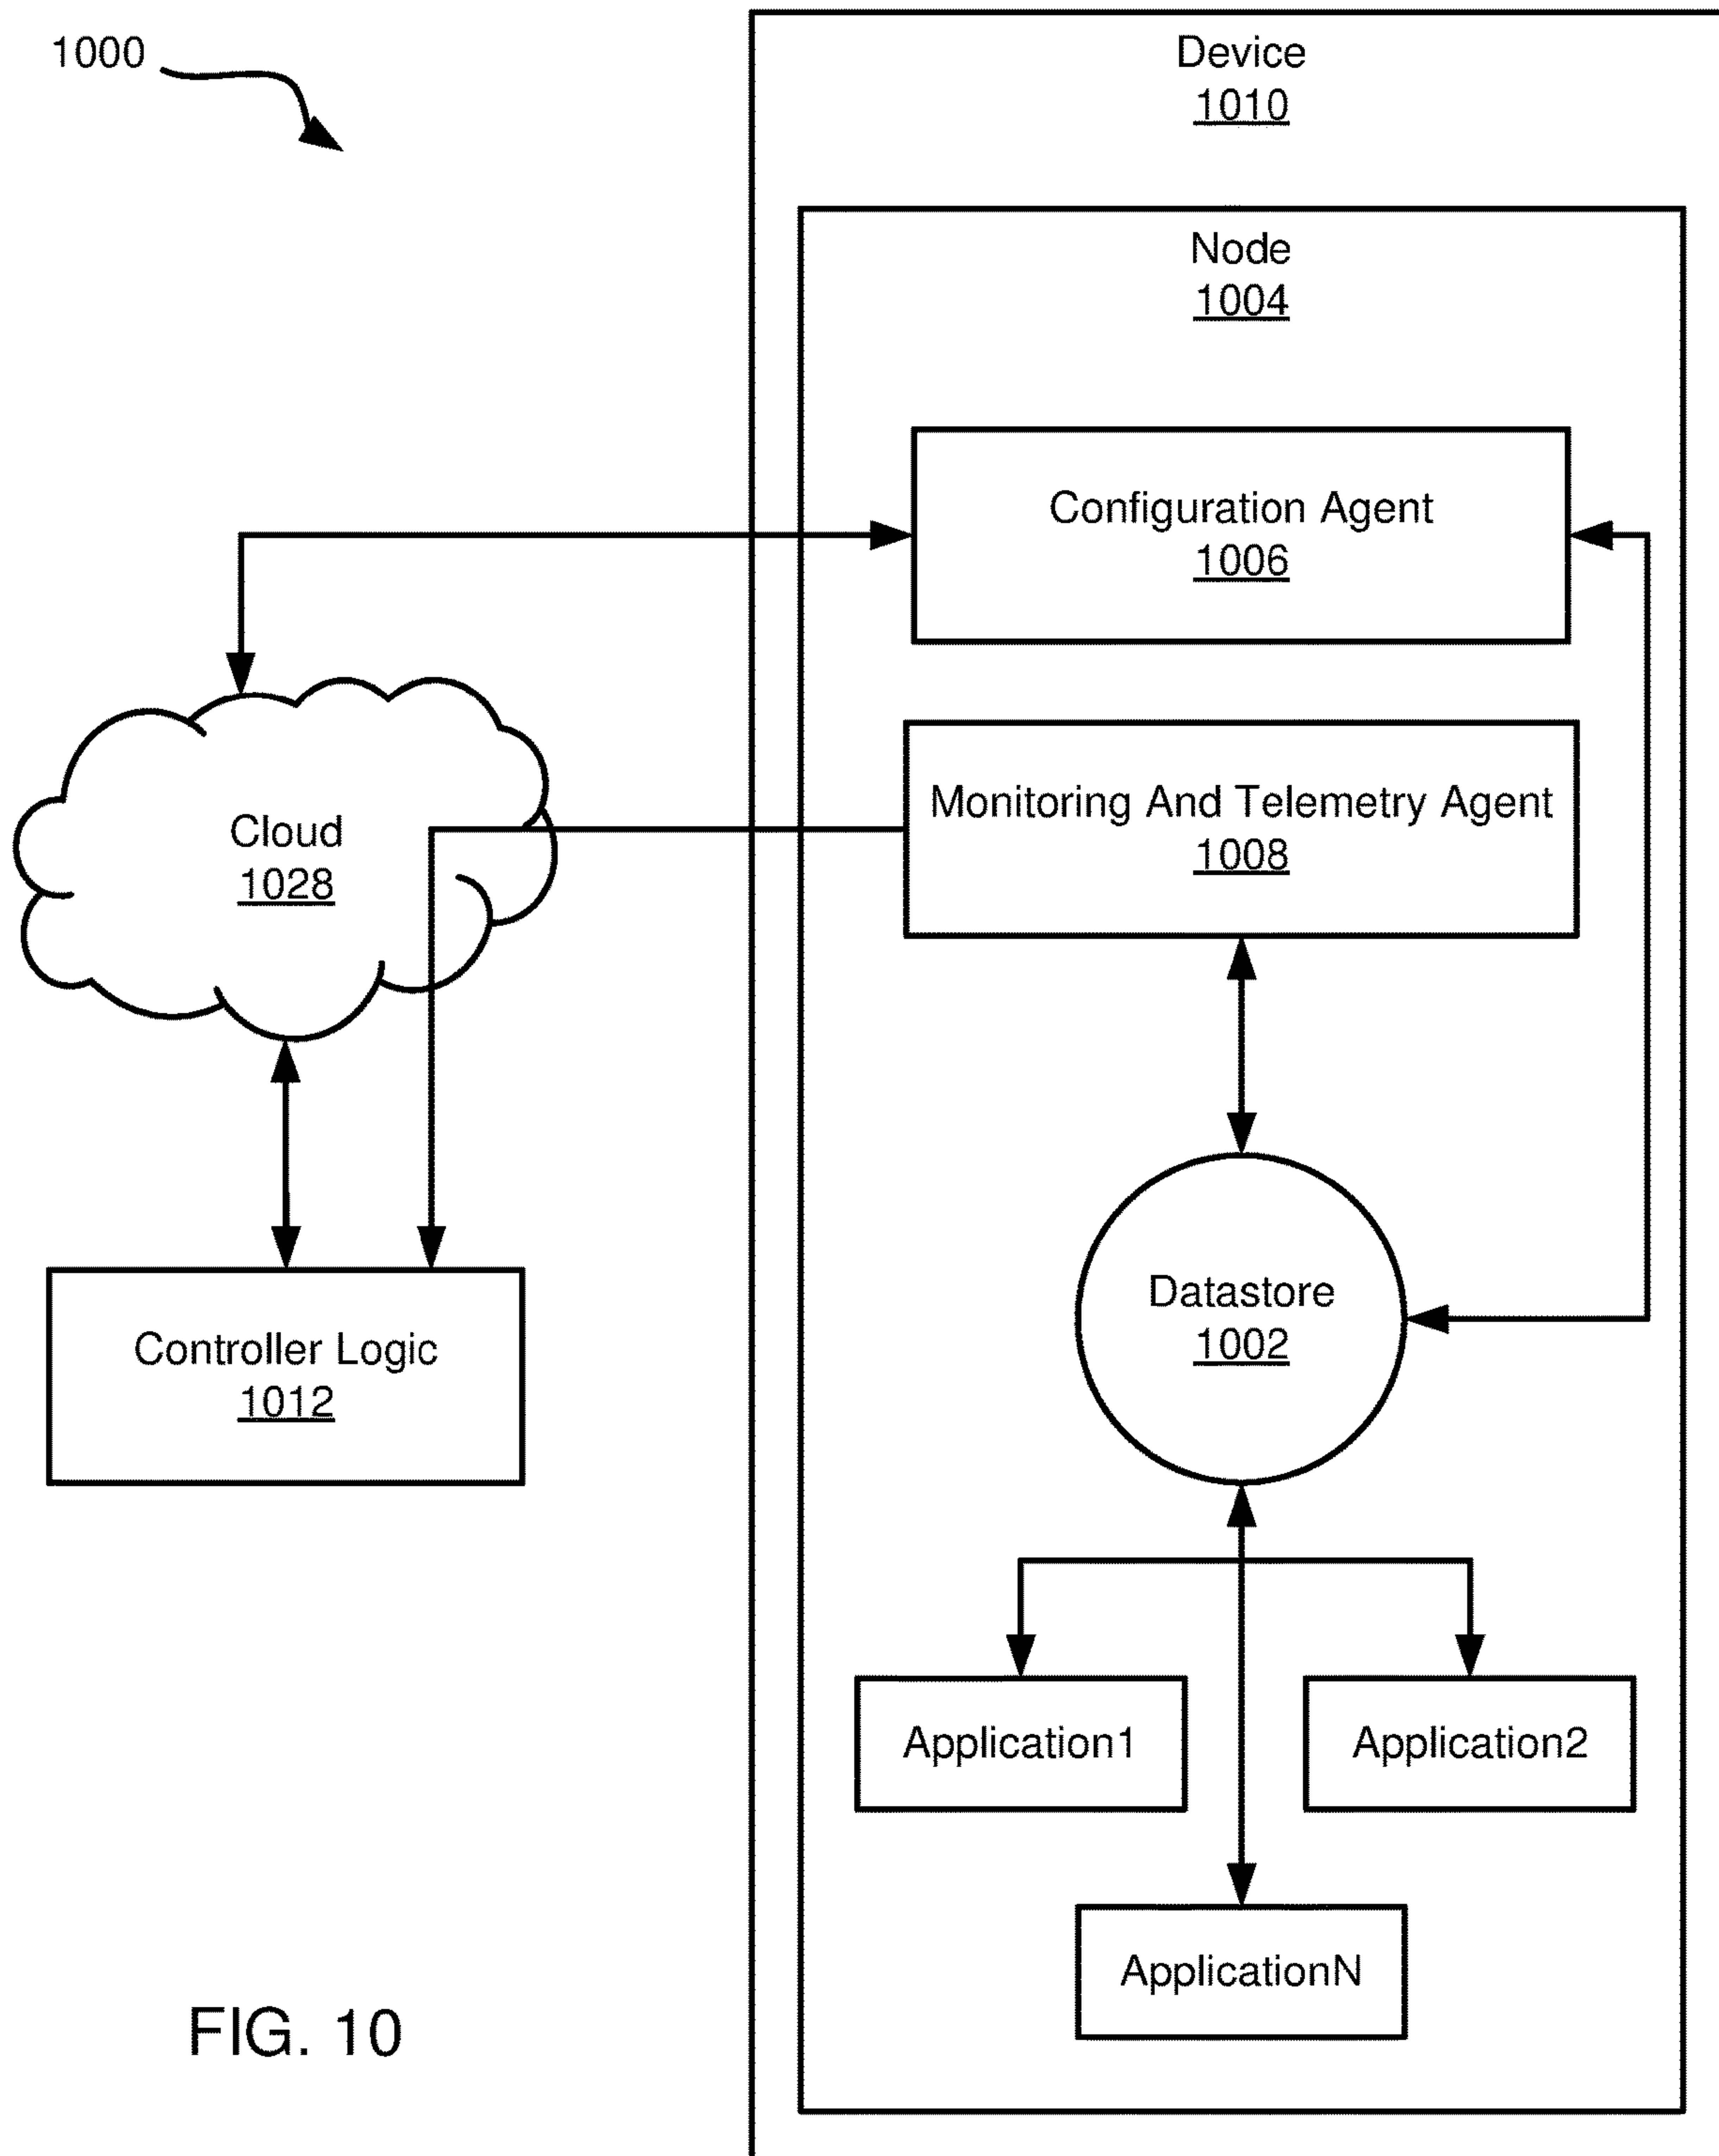 1000
Device
1010
Node
1004
Configuration Agent
1006
Monitoring And Telemetry Agent
1008
Cloud
1028
Datastore
1002
Controller Logic
1012
Application1
Application2
ApplicationN
FIG. 10